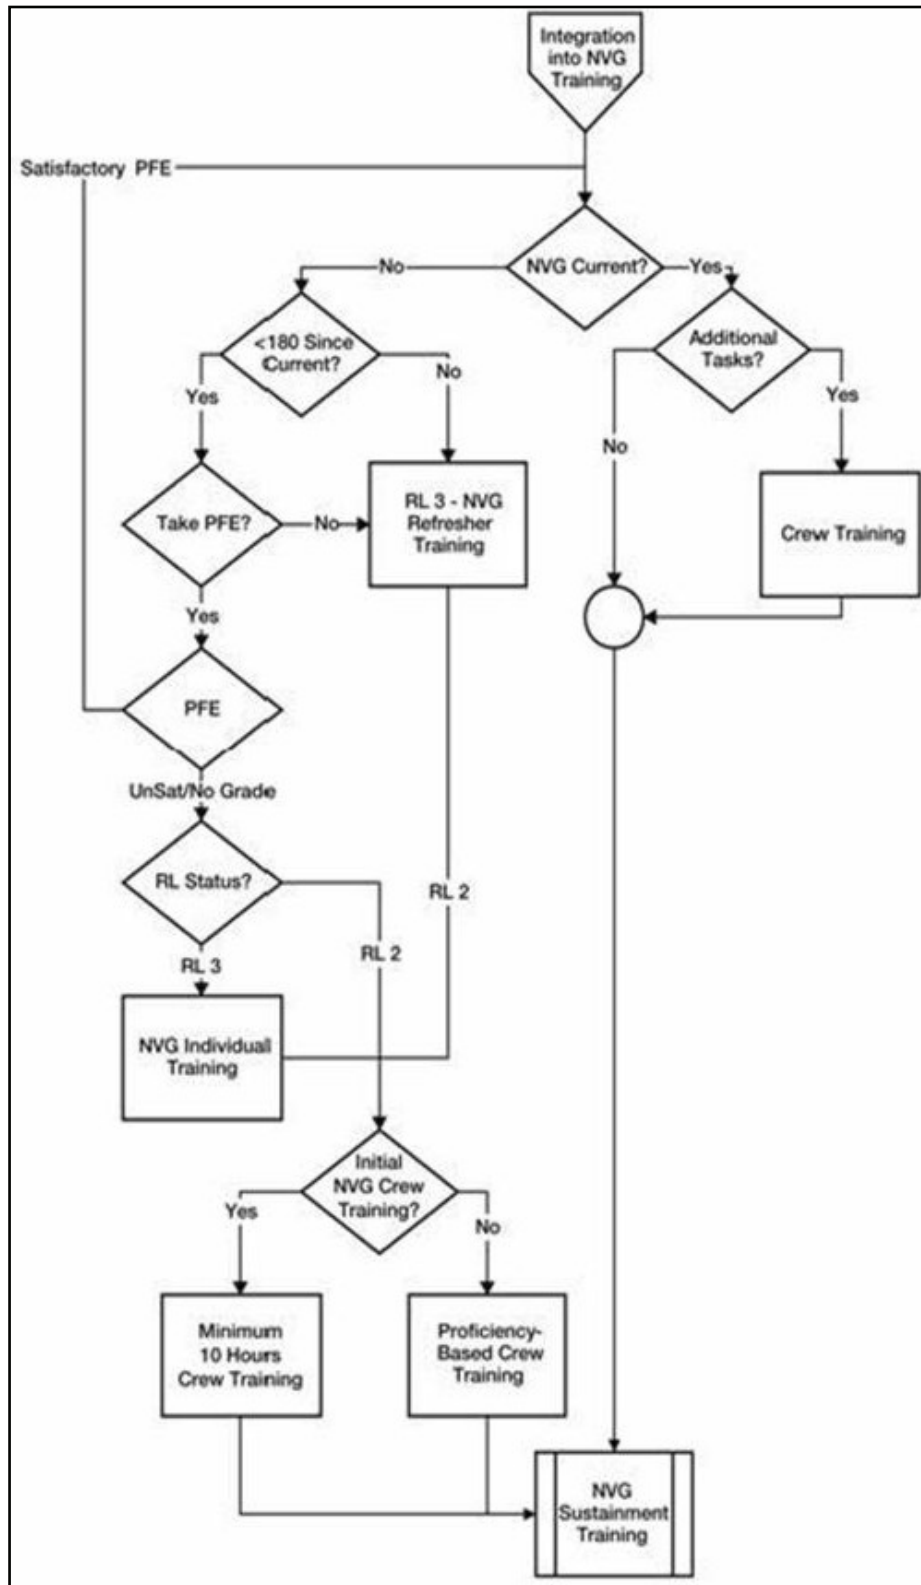 Integration
into NVG
Training
Satisfactory PFE
NVG Current?
No
Yes
<180 Since
Current?
Additional
Tasks?
Yes
No
No
Yes
Take PFE?
No
RL 3 - NVG
Refresher
Training
Crew Training
Yes
PFE
UnSat/No Grade
RL Status?
RL 2
RL 2
RL 3
NVG Individual
Training
Initial
NVG Crew
Training?
Yes
No
Minimum
10 Hours
Crew Training
Proficiency-
Based Crew
Training
NVG
Sustainment
Training